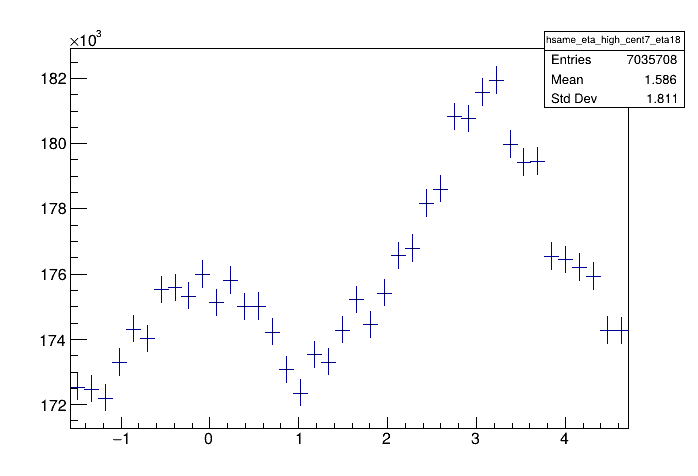 ×10³
hsame_eta_high_cent7_eta18
Entries 7035708
Mean 1.586
Std Dev 1.811
182
180
178
176
174
172
−1 0 1 2 3 4